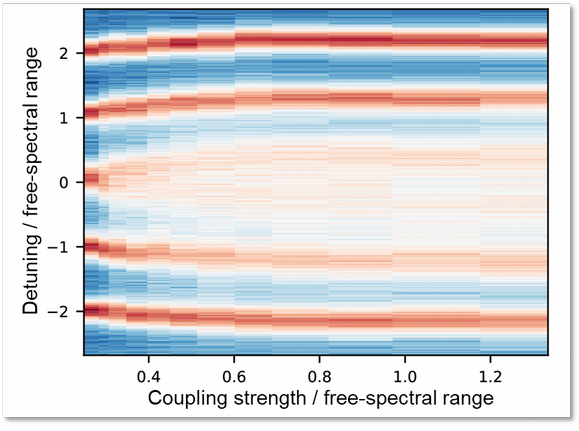 Detuning / free-spectral range
2
1
0
−1
−2
0.4 0.6 0.8 1.0 1.2
Coupling strength / free-spectral range